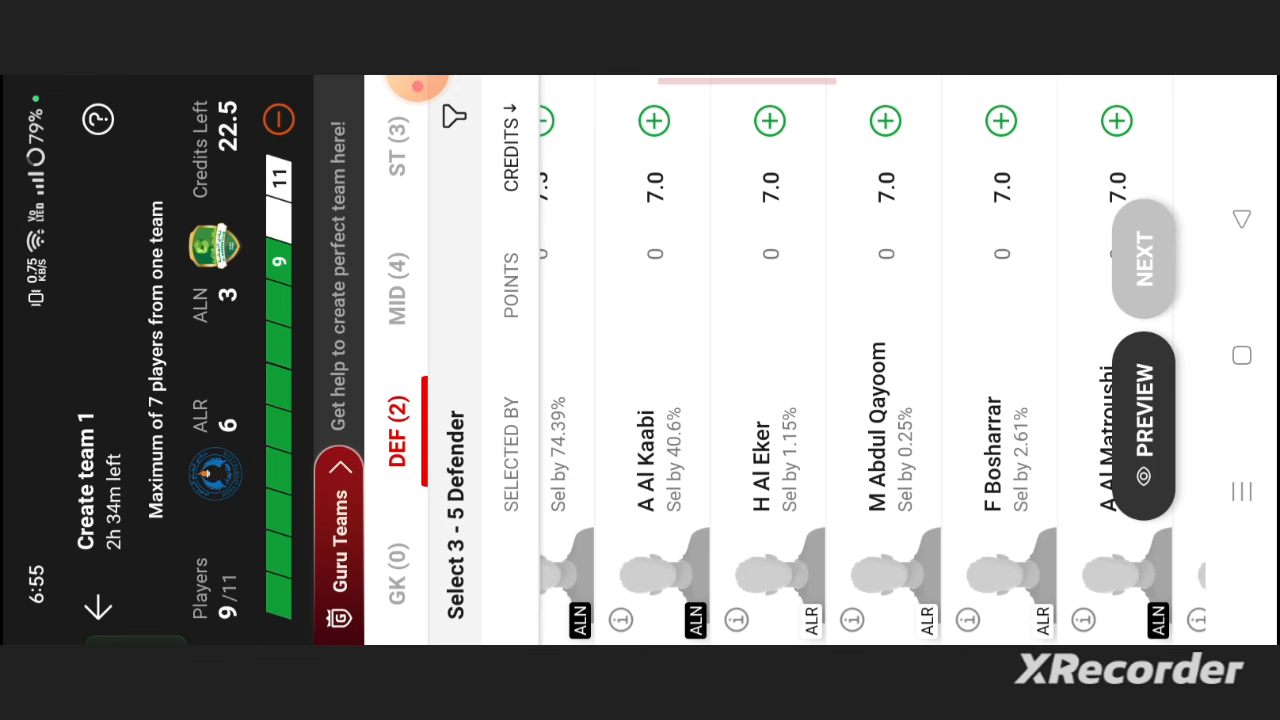 6:55
0.75 KB/S
Vo LTED
79%
Create team 1
2h 34m left
Maximum of 7 players from one team
Players
9 /11
ALR
6
ALN
3
Credits Left
22.5
9
11
Guru Teams
Get help to create perfect team here!
GK (0)
DEF (2)
MID (4)
ST (3)
Select 3 - 5 Defender
SELECTED BY
POINTS
CREDITS
ALN
Sel by 74.39%
ALN
A Al Kaabi
Sel by 40.6%
0
7.0
ALR
H Al Eker
Sel by 1.15%
0
7.0
ALR
M Abdul Qayoom
Sel by 0.25%
0
7.0
ALR
F Bosharrar
Sel by 2.61%
0
7.0
ALN
A Al Matroushi
7.0
PREVIEW
NEXT
XRecorder